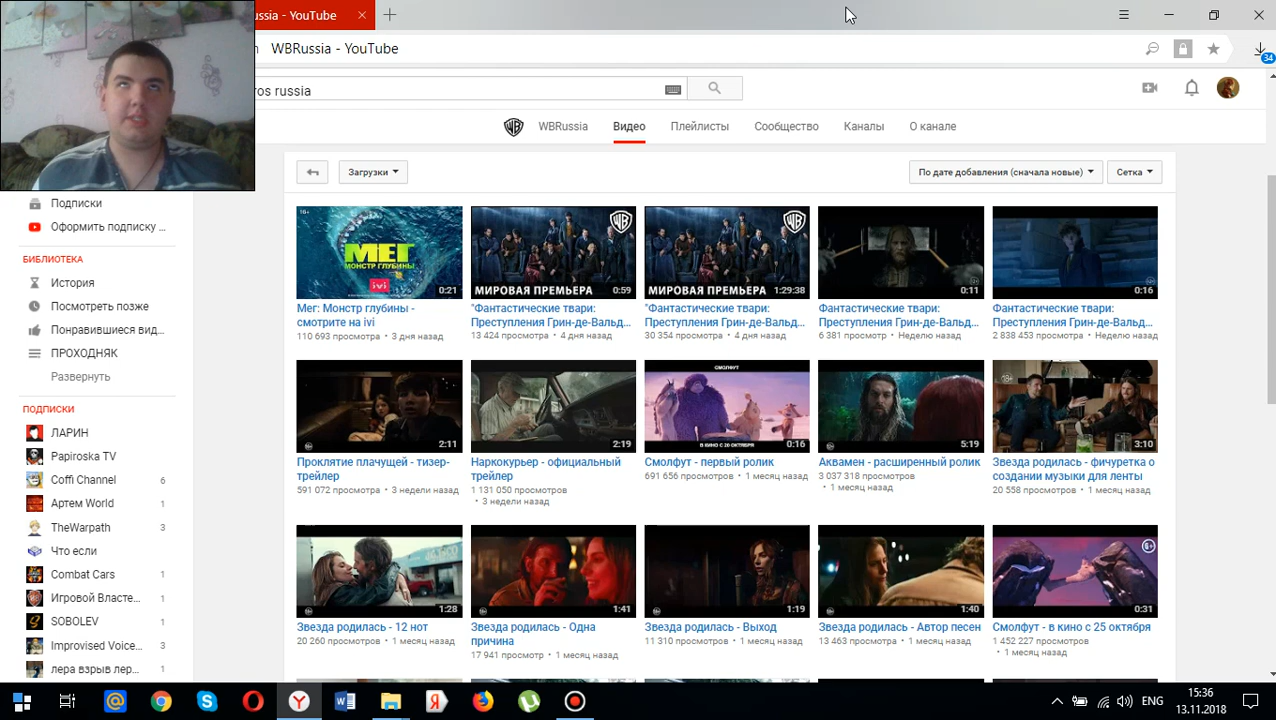 ssia - YouTube
WBRussia - YouTube
34
ros russia
WBRussia
Видео
Плейлисты
Сообщество
Каналы
О канале
Загрузки
По дате добавления (сначала новые)
Сетка
Подписки
Оформить подписку ...
БИБЛИОТЕКА
История
Посмотреть позже
Понравившиеся вид...
ПРОХОДНЯК
Развернуть
ПОДПИСКИ
ЛАРИН
Papiroska TV
Coffi Channel 6
Артем World 1
TheWarpath 3
Что если
Combat Cars 1
Игровой Власте... 1
SOBOLEV 1
Improvised Voice... 3
лера взрыв лер... 1
МЕГ
МОНСТР ГЛУБИНЫ
ivi
0:21
Мег: Монстр глубины -
смотрите на ivi
110 693 просмотра • 3 дня назад
МИРОВАЯ ПРЕМЬЕРА
0:59
"Фантастические твари:
Преступления Грин-де-Вальд...
13 424 просмотра • 4 дня назад
МИРОВАЯ ПРЕМЬЕРА
1:29:38
"Фантастические твари:
Преступления Грин-де-Вальд...
30 354 просмотра • 4 дня назад
0:11
Фантастические твари:
Преступления Грин-де-Вальд...
6 381 просмотр • Неделю назад
0:16
Фантастические твари:
Преступления Грин-де-Вальд...
2 838 453 просмотра • Неделю назад
2:11
Проклятие плачущей - тизер-
трейлер
591 072 просмотра • 3 недели назад
2:19
Наркокурьер - официальный
трейлер
1 131 050 просмотров
• 3 недели назад
СМОЛФУТ
В КИНО С 20 ОКТЯБРЯ
0:16
Смолфут - первый ролик
691 656 просмотров • 1 месяц назад
5:19
Аквамен - расширенный ролик
3 037 318 просмотров
• 1 месяц назад
3:10
Звезда родилась - фичуретка о
создании музыки для ленты
20 558 просмотров • 1 месяц назад
1:28
Звезда родилась - 12 нот
20 260 просмотров • 1 месяц назад
1:41
Звезда родилась - Одна
причина
17 941 просмотр • 1 месяц назад
1:19
Звезда родилась - Выход
11 310 просмотров • 1 месяц назад
1:40
Звезда родилась - Автор песен
13 463 просмотра • 1 месяц назад
0:31
Смолфут - в кино с 25 октября
1 452 227 просмотров
• 1 месяц назад
ENG
15:36
13.11.2018